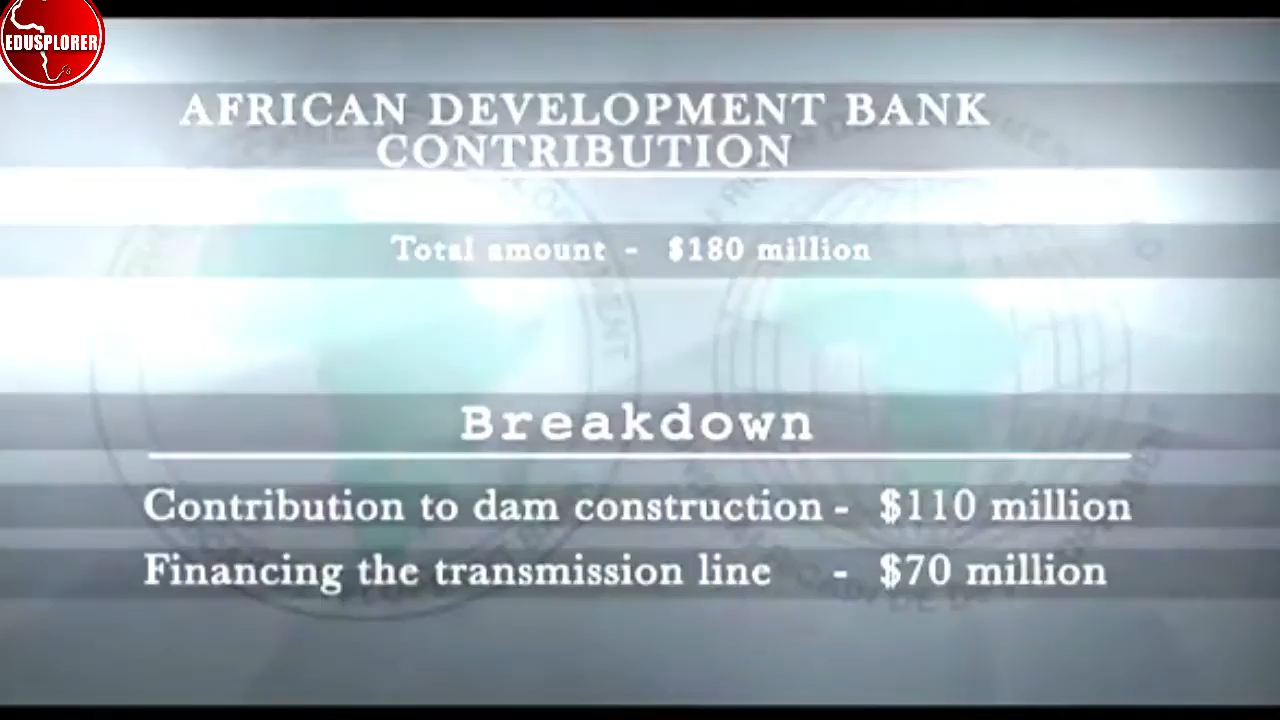 EDUSPLORER
AFRICAN DEVELOPMENT BANK
CONTRIBUTION
Total amount - $180 million
Breakdown
Contribution to dam construction - $110 million
Financing the transmission line - $70 million